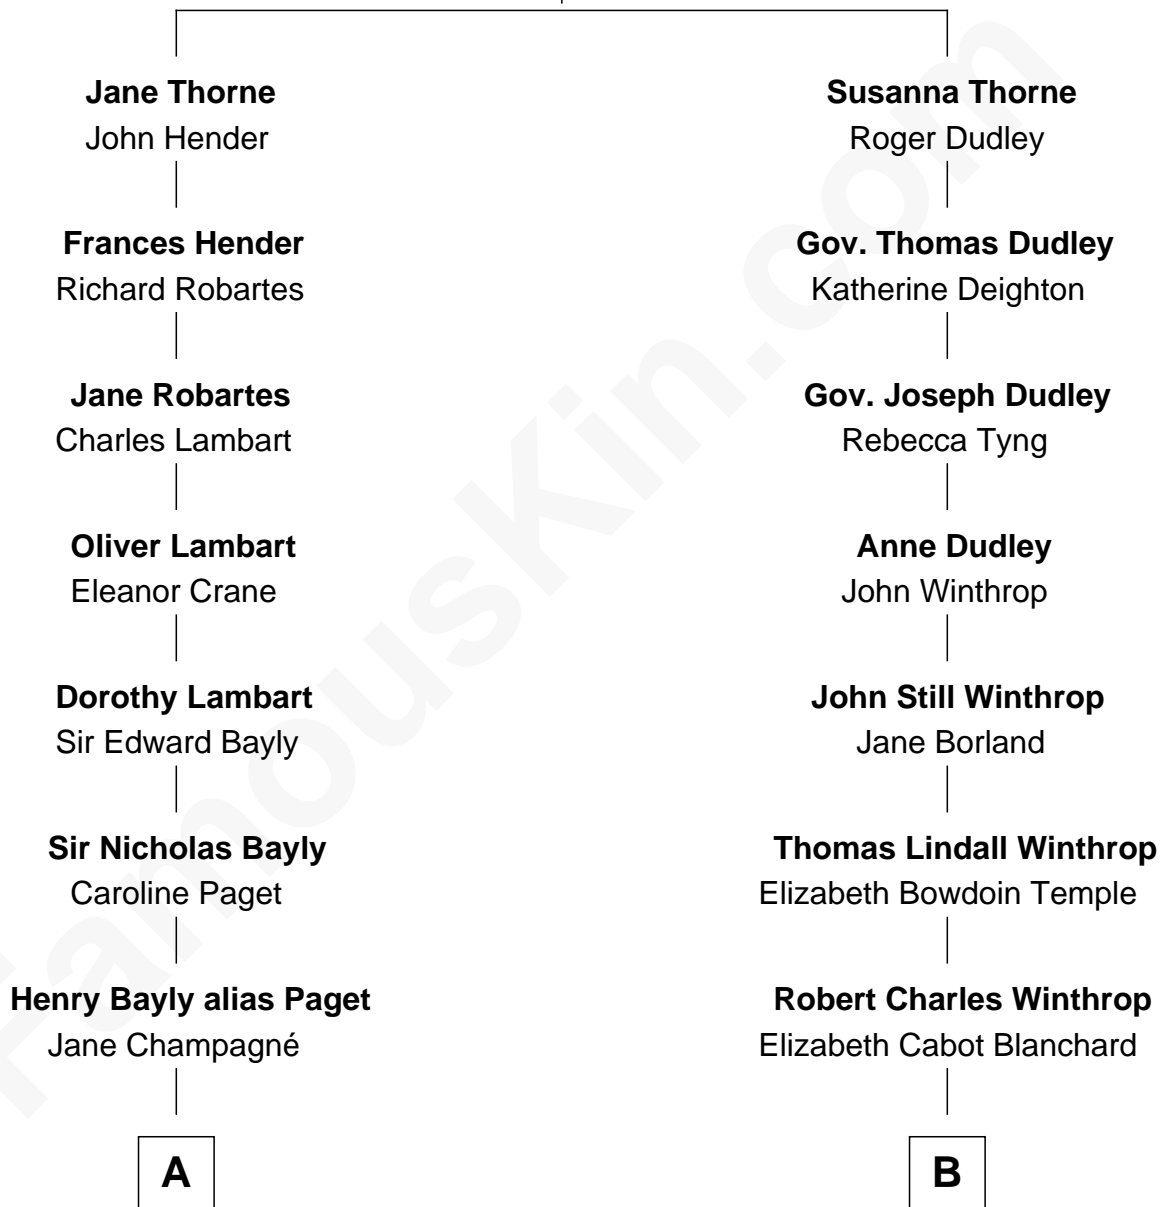 Jane Thorne
John Hender
Frances Hender
Richard Robartes
Jane Robartes
Charles Lambart
Oliver Lambart
Eleanor Crane
Dorothy Lambart
Sir Edward Bayly
Sir Nicholas Bayly
Caroline Paget
Henry Bayly alias Paget
Jane Champagné
A
Susanna Thorne
Roger Dudley
Gov. Thomas Dudley
Katherine Deighton
Gov. Joseph Dudley
Rebecca Tyng
Anne Dudley
John Winthrop
John Still Winthrop
Jane Borland
Thomas Lindall Winthrop
Elizabeth Bowdoin Temple
Robert Charles Winthrop
Elizabeth Cabot Blanchard
B
FamousKin.com